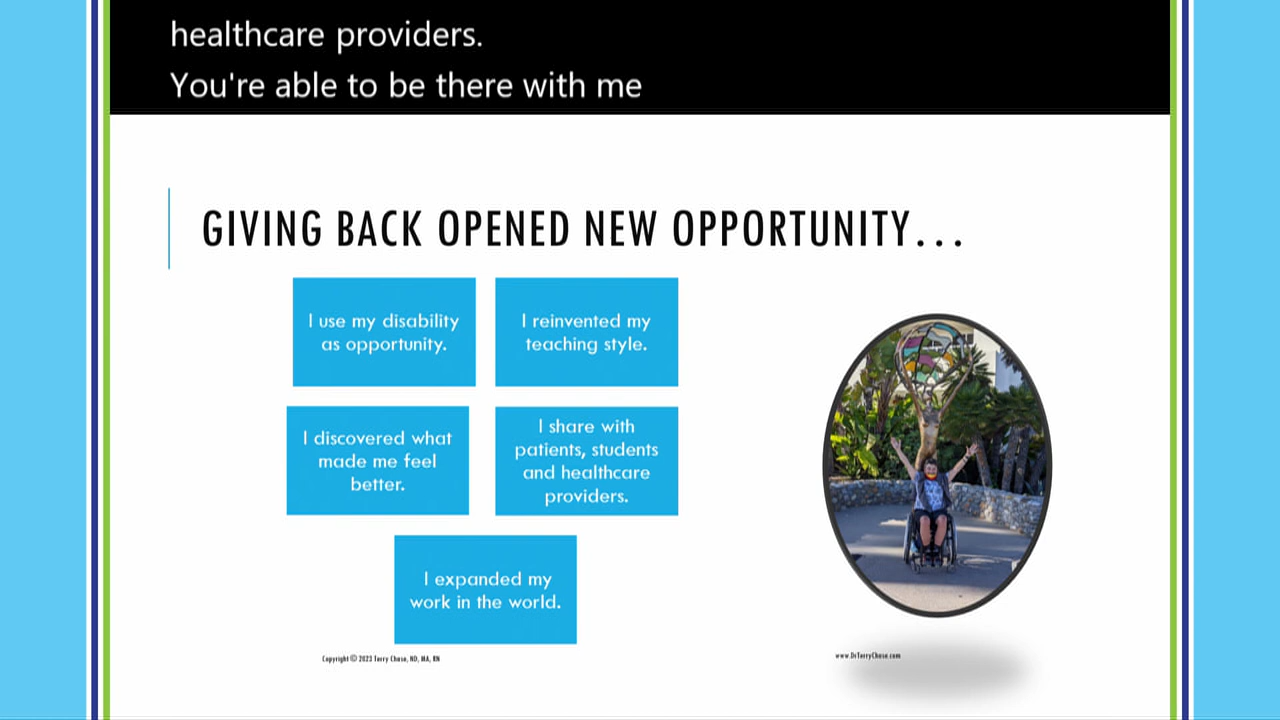 healthcare providers.
You're able to be there with me
GIVING BACK OPENED NEW OPPORTUNITY...
I use my disability
as opportunity.
I reinvented my
teaching style.
I discovered what
made me feel
better.
I share with
patients, students
and healthcare
providers.
I expanded my
work in the world.
Copyright © 2023 Terry Chase, ND, MA, RN
www.DrTerryChase.com